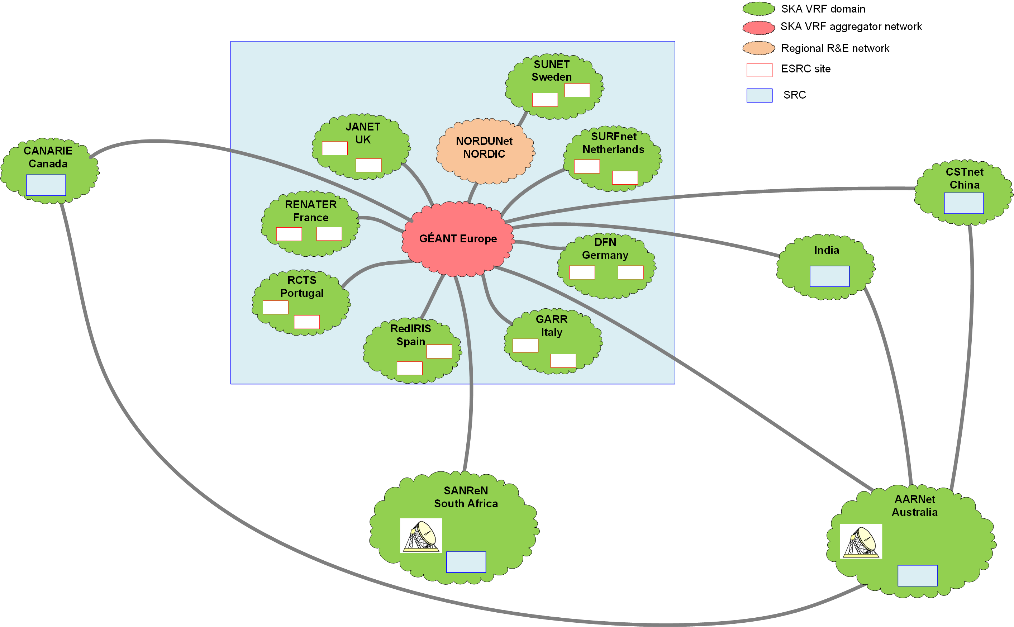 SKA VRF domain
SKA VRF aggregator network
Regional R&E network
ESRC site
SRC
SUNET
Sweden
JANET
UK
NORDUNet
NORDIC
SURFnet
Netherlands
CANARIE
Canada
CSTnet
China
RENATER
France
GÉANT Europe
DFN
Germany
India
RCTS
Portugal
RedIRIS
Spain
GARR
Italy
SANReN
South Africa
AARNet
Australia